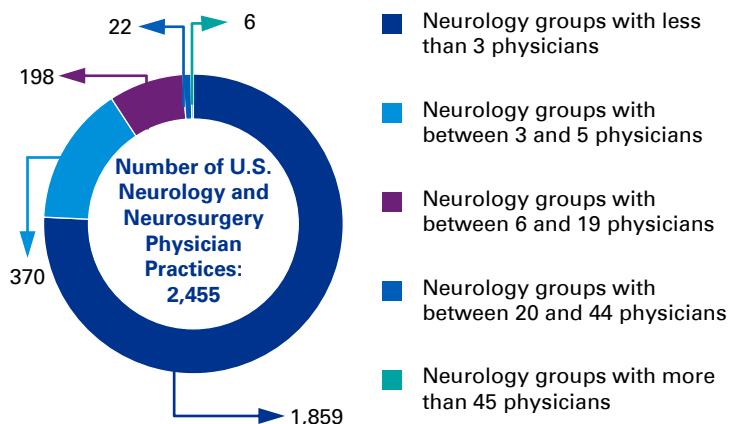 22
6
198
370
1,859
Number of U.S.
Neurology and
Neurosurgery
Physician
Practices:
2,455
Neurology groups with less
than 3 physicians
Neurology groups with
between 3 and 5 physicians
Neurology groups with
between 6 and 19 physicians
Neurology groups with
between 20 and 44 physicians
Neurology groups with more
than 45 physicians